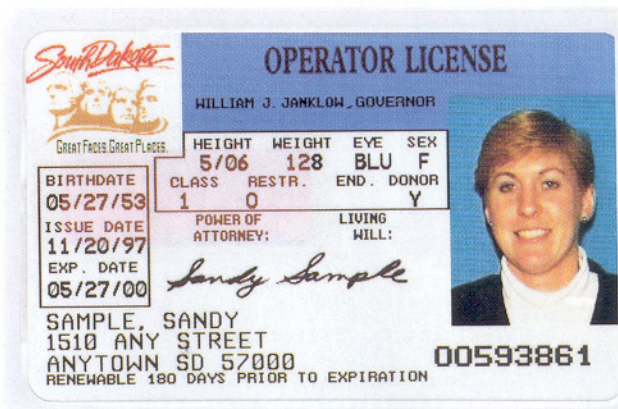 South Dakota
OPERATOR LICENSE
WILLIAM J. JANKLOW, GOVERNOR
GREAT FACES. GREAT PLACES.
HEIGHT WEIGHT EYE SEX
5/06 128 BLU F
CLASS RESTR. END. DONOR
1 O Y
BIRTHDATE
05/27/53
ISSUE DATE
11/20/97
EXP. DATE
05/27/00
POWER OF ATTORNEY:
LIVING WILL:
Sandy Sample
SAMPLE, SANDY
1510 ANY STREET
ANYTOWN SD 57000
00593861
RENEWABLE 180 DAYS PRIOR TO EXPIRATION